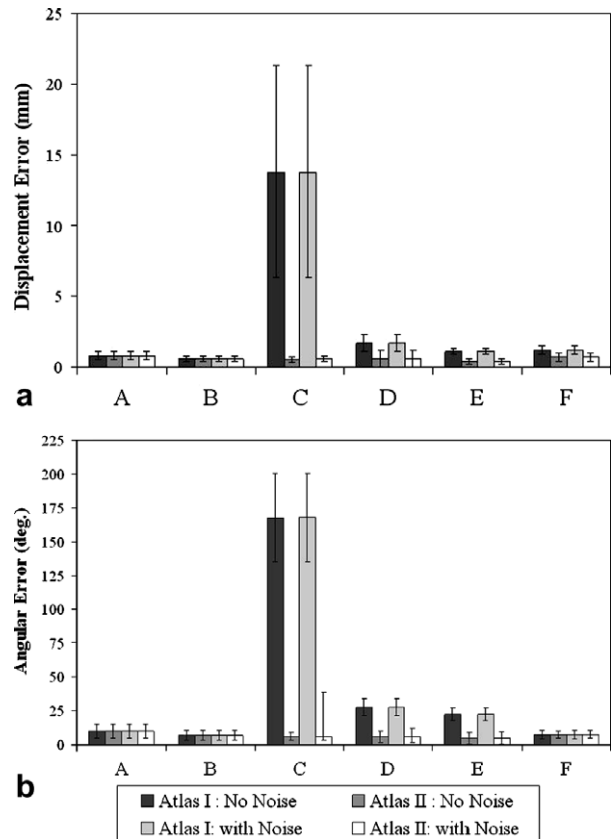 25
20
15
10
5
0
Displacement Error (mm)
A B C D E F
a
225
200
175
150
125
100
75
50
25
0
Angular Error (deg.)
A B C D E F
b
Atlas I : No Noise Atlas II : No Noise
Atlas I: with Noise Atlas II: with Noise